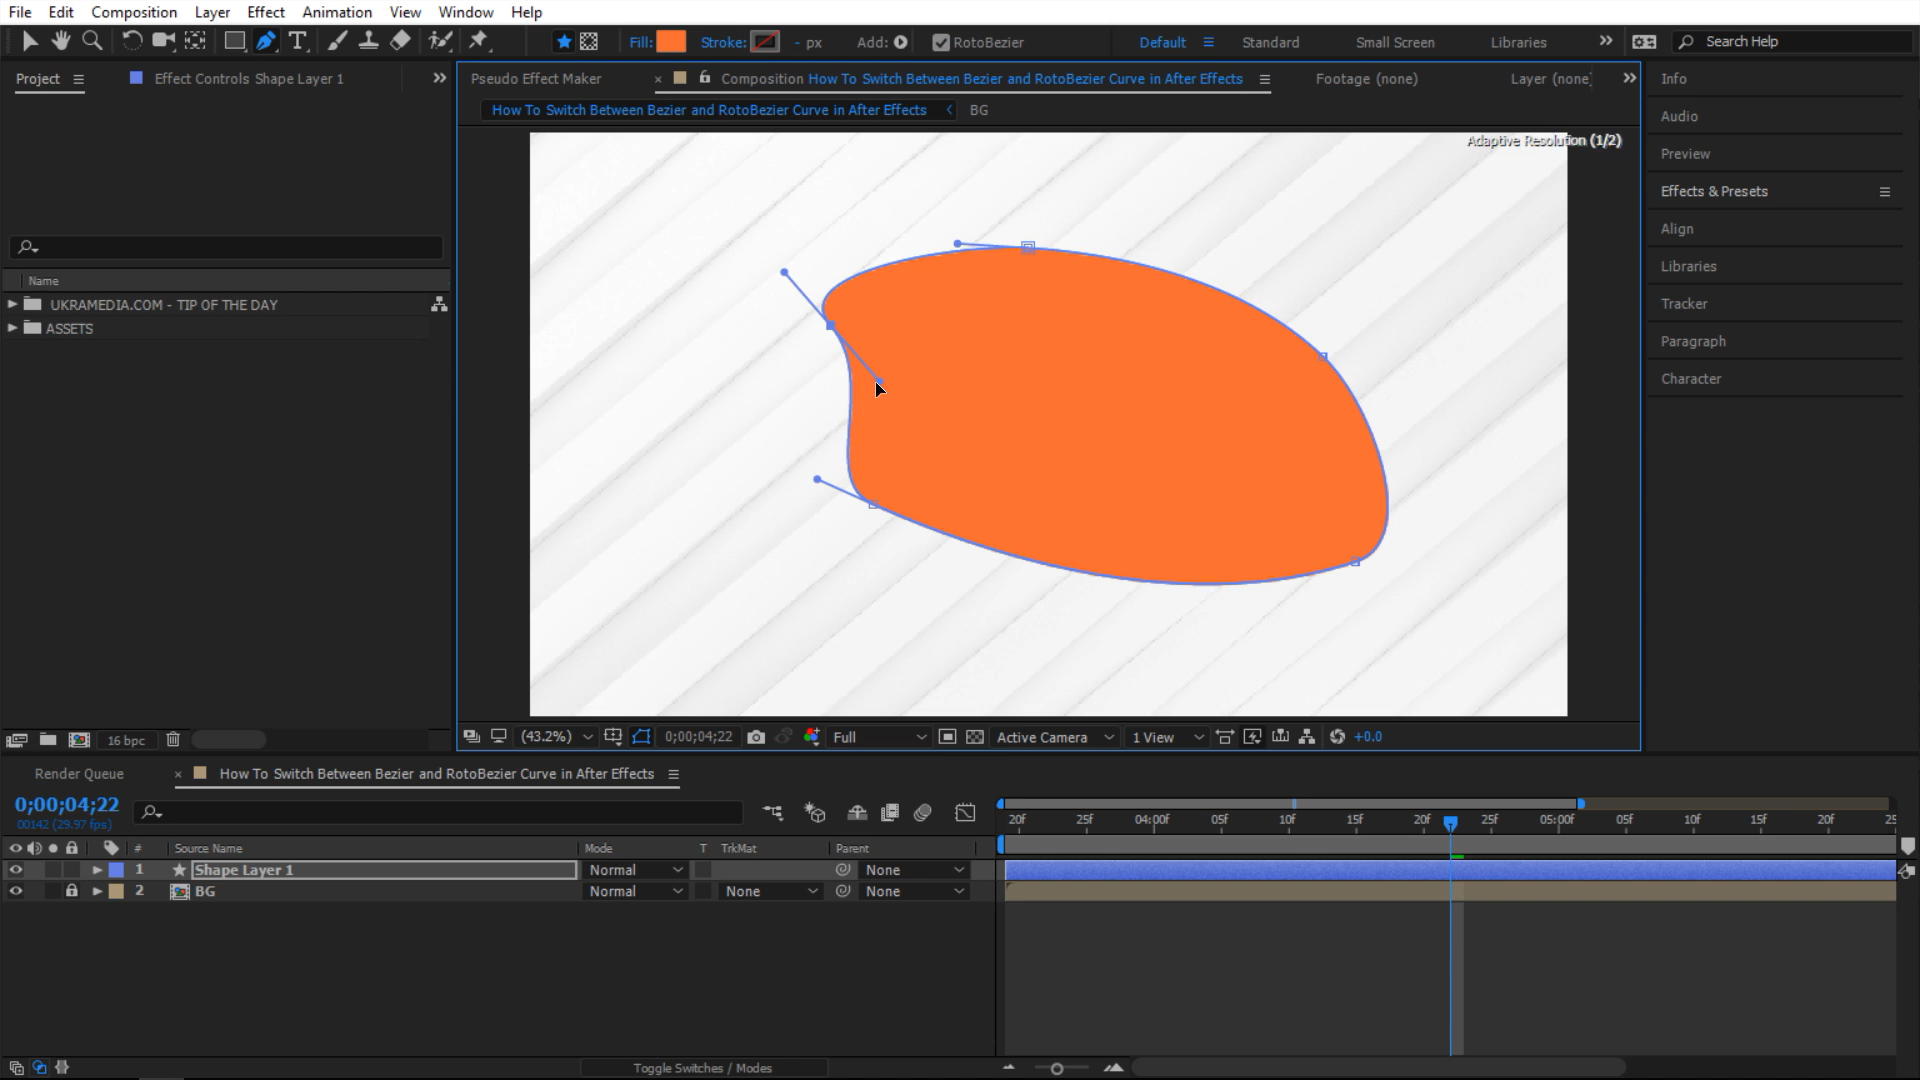 File Edit Composition Layer Effect Animation View Window Help
Fill: Stroke: - px Add: RotoBezier Default Standard Small Screen Libraries Search Help
Project Effect Controls Shape Layer 1
Pseudo Effect Maker × Composition How To Switch Between Bezier and RotoBezier Curve in After Effects Footage (none) Layer (none)
How To Switch Between Bezier and RotoBezier Curve in After Effects BG
Adaptive Resolution (1/2)
Info
Audio
Preview
Effects & Presets
Align
Libraries
Tracker
Paragraph
Character
Name
UKRAMEDIA.COM - TIP OF THE DAY
ASSETS
16 bpc
(43.2%) 0;00;04;22 Full Active Camera 1 View +0.0
Render Queue × How To Switch Between Bezier and RotoBezier Curve in After Effects
0;00;04;22
00142 (29.97 fps)
20f 25f 04:00f 05f 10f 15f 20f 25f 05:00f 05f 10f 15f 20f 25
# Source Name Mode T TrkMat Parent
1 Shape Layer 1 Normal None
2 BG Normal None None
Toggle Switches / Modes